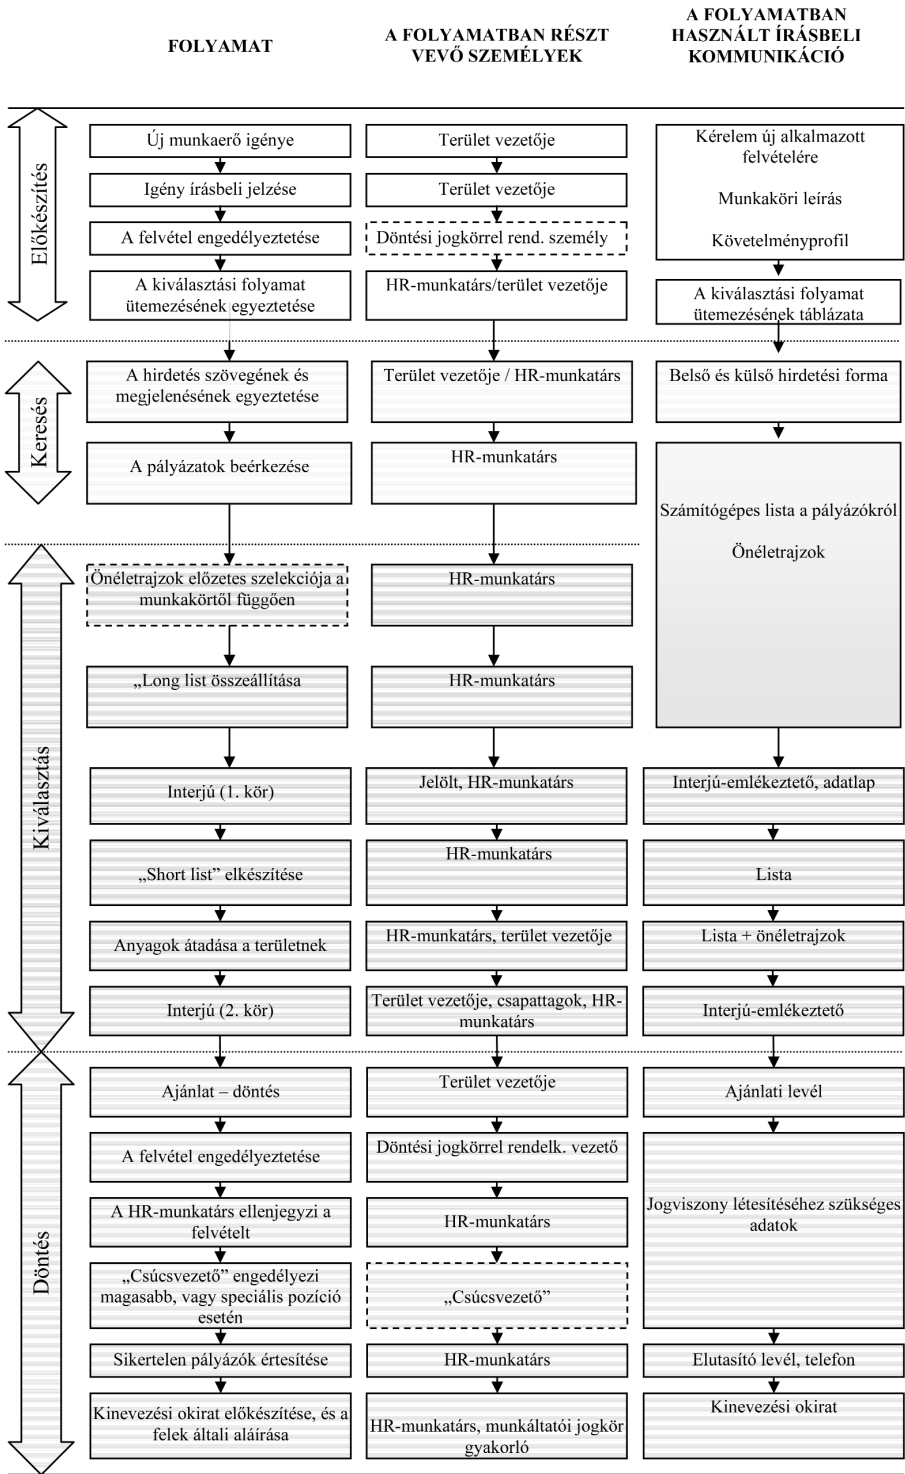 FOLYAMAT
A FOLYAMATBAN RÉSZT
VEVŐ SZEMÉLYEK
A FOLYAMATBAN
HASZNÁLT ÍRÁSBELI
KOMMUNIKÁCIÓ
Előkészítés
Új munkaerő igénye
Területvezetője
Kérelem új alkalmazott
felvételére
Munkaköri leírás
Követelményprofil
Igény írásbeli jelzése
Terület vezetője
A felvétel engedélyeztetése
Döntési jogkörrel rend. személy
A kiválasztási folyamat
ütemezésének egyeztetése
HR-munkatárs/terület vezetője
A kiválasztási folyamat
ütemezésének táblázata
Keresés
A hirdetés szövegének és
megjelenésének egyeztetése
Terület vezetője / HR-munkatárs
Belső és külső hirdetési forma
A pályázatok beérkezése
HR-munkatárs
Számítógépes lista a pályázókról
Önéletrajzok
Kiválasztás
Önéletrajzok előzetes szelekciója a
munkakörtől függően
HR-munkatárs
„Long list összeállítása
HR-munkatárs
Interjú (1. kör)
Jelölt, HR-munkatárs
Interjú-emlékeztető, adatlap
„Short list” elkészítése
HR-munkatárs
Lista
Anyagok átadása a területnek
HR-munkatárs, terület vezetője
Lista + önéletrajzok
Interjú (2. kör)
Terület vezetője, csapattagok, HR-
munkatárs
Interjú-emlékeztető
Döntés
Ajánlat – döntés
Terület vezetője
Ajánlati levél
A felvétel engedélyeztetése
Döntési jogkörrel rendelk. vezető
Jogviszony létesítéséhez szükséges
adatok
A HR-munkatárs ellenjegyzi a
felvételt
HR-munkatárs
„Csúcsvezető” engedélyezi
magasabb, vagy speciális pozíció
esetén
„Csúcsvezető”
Sikertelen pályázók értesítése
HR-munkatárs
Elutasító levél, telefon
Kinevezési okirat előkészítése, és a
felek általi aláírása
HR-munkatárs, munkáltatói jogkör
gyakorló
Kinevezési okirat